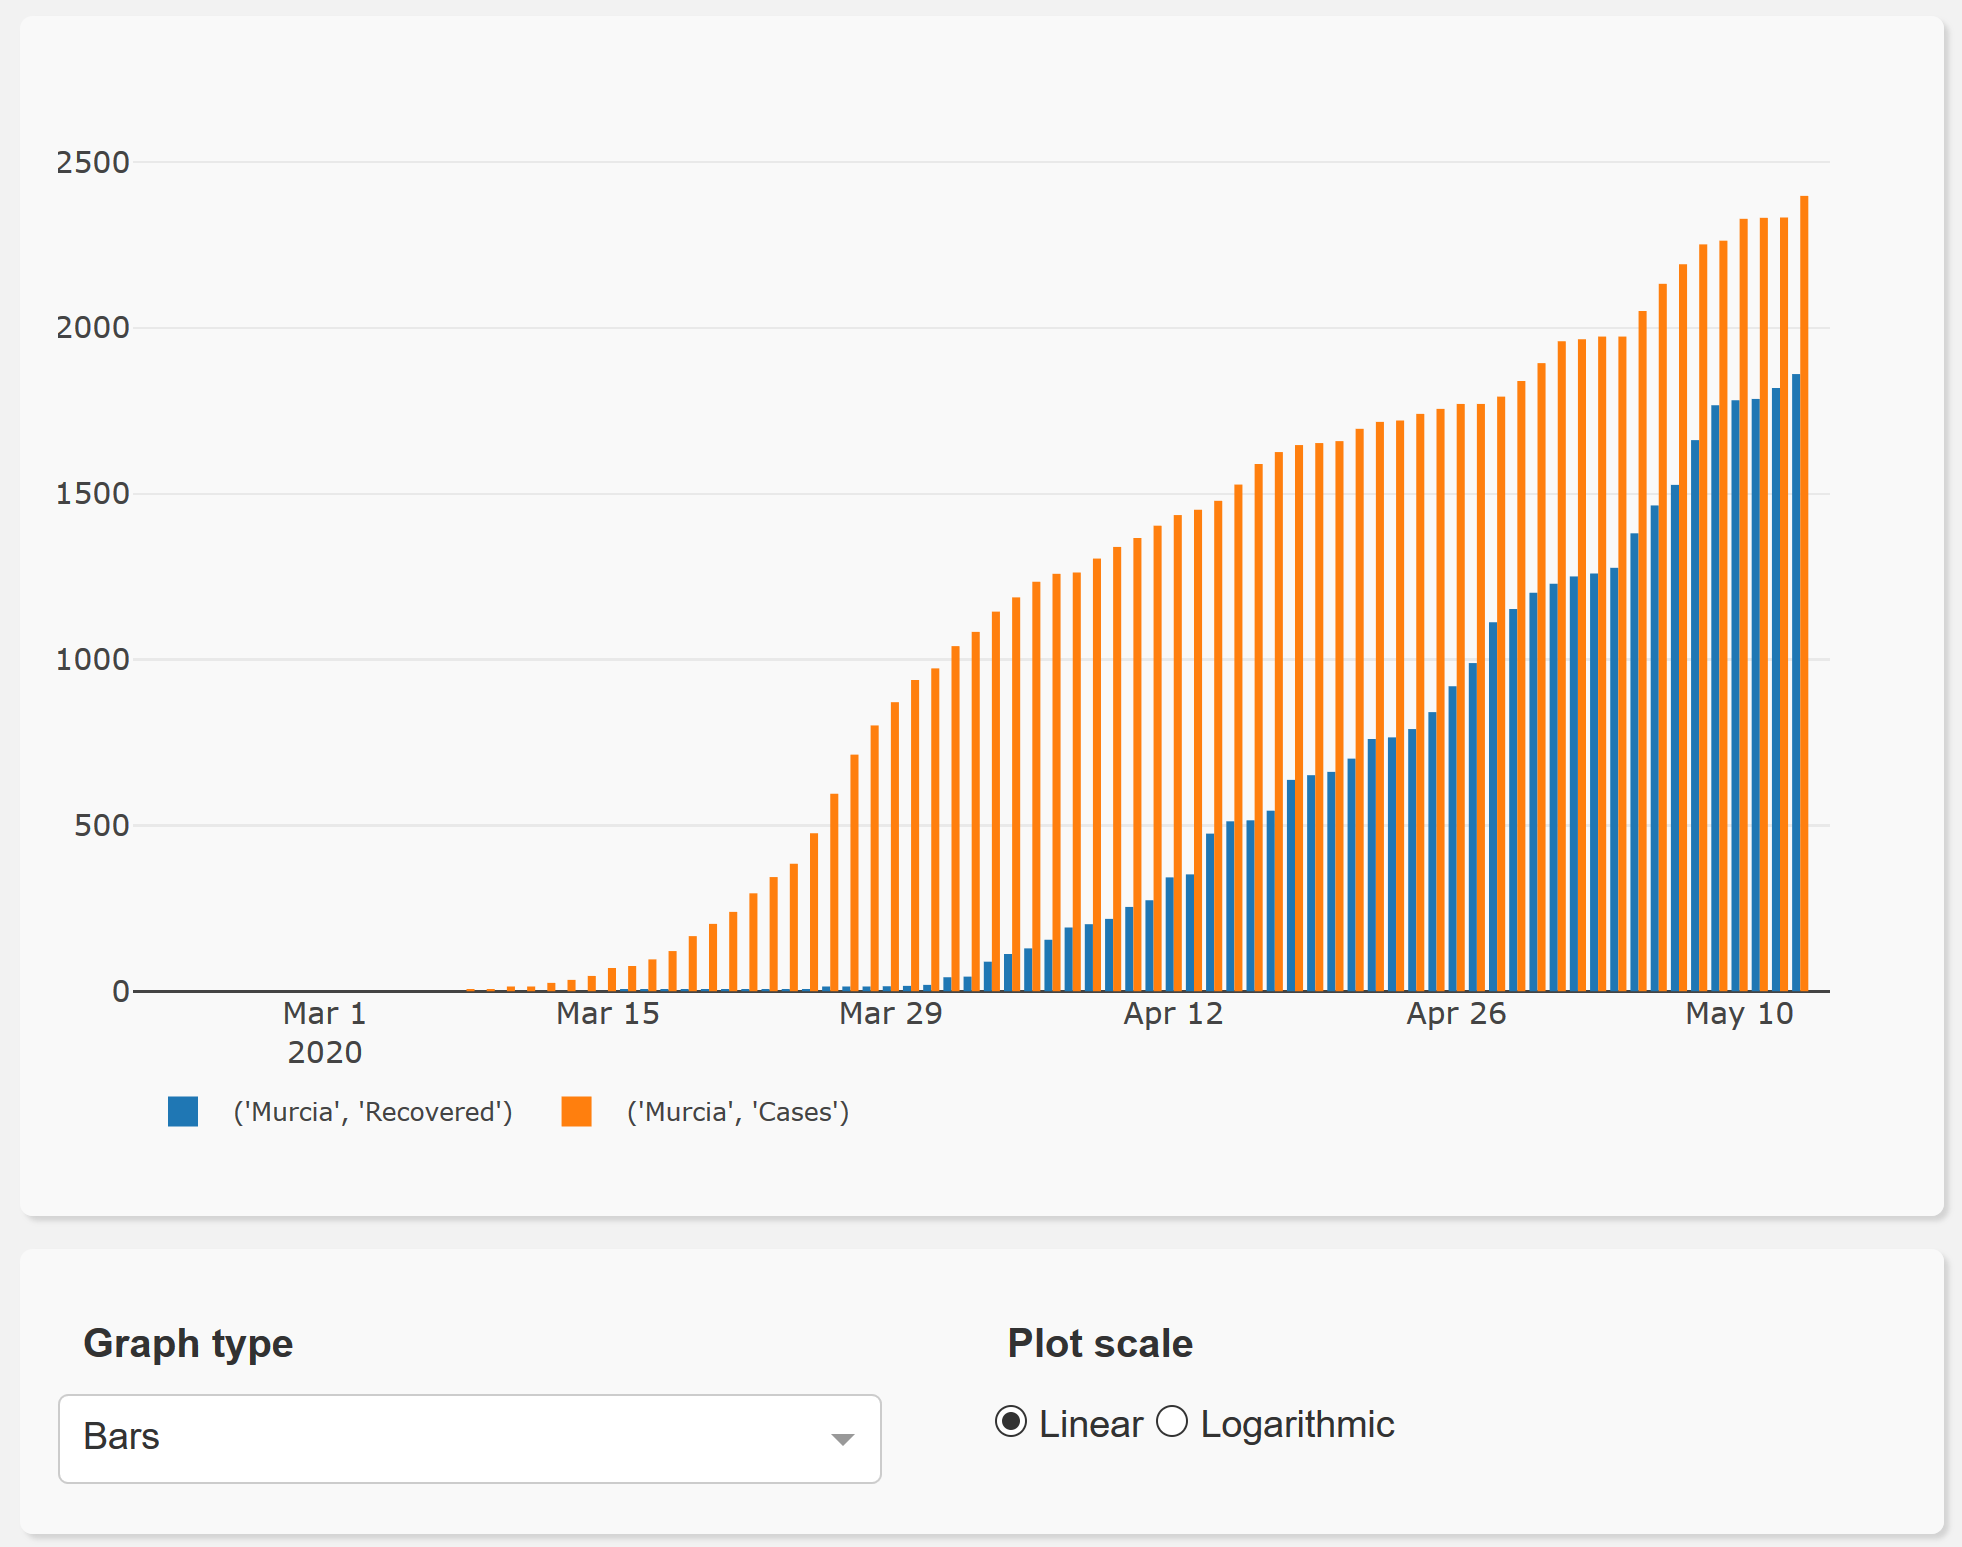 2500
2000
1500
1000
500
0
Mar 1 Mar 15 Mar 29 Apr 12 Apr 26 May 10
2020
('Murcia', 'Recovered') ('Murcia', 'Cases')
Graph type Plot scale
Bars Linear Logarithmic